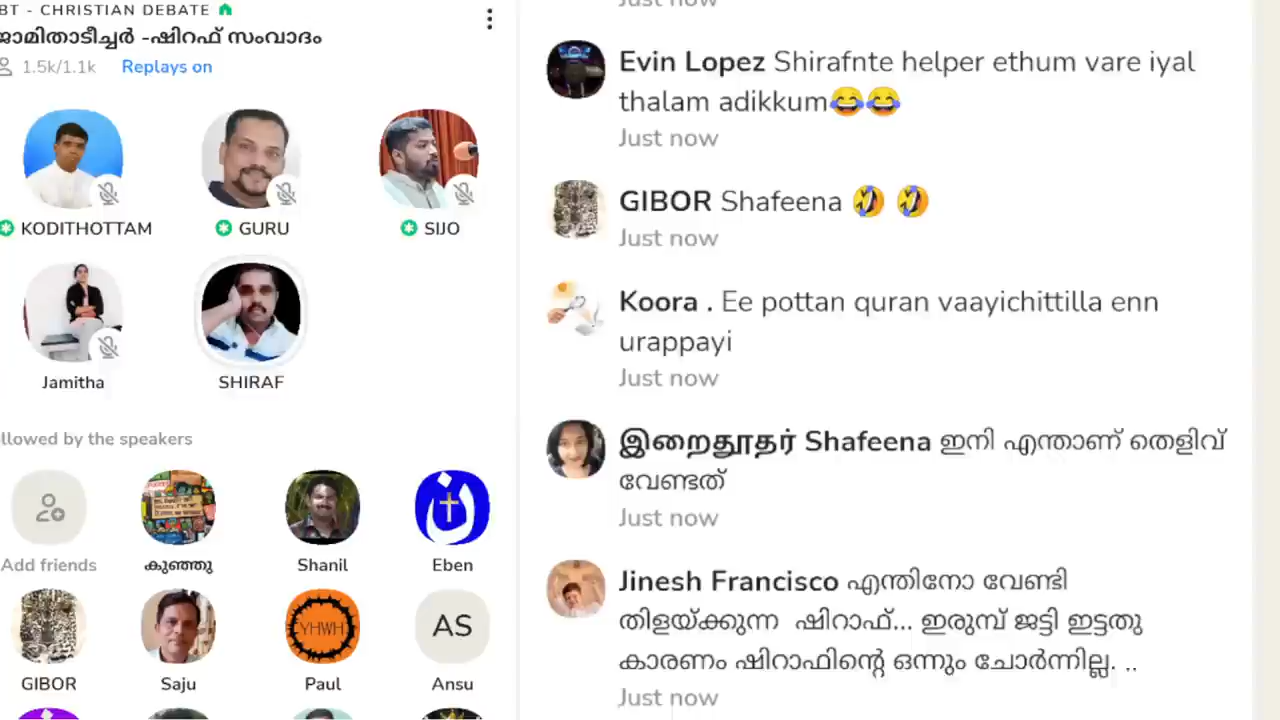 BT - CHRISTIAN DEBATE
ജാമിതാടീച്ചർ -ഷിറഫ് സംവാദം
1.5k/1.1k Replays on
KODITHOTTAM
GURU
SIJO
Jamitha
SHIRAF
llowed by the speakers
Add friends
കുഞ്ഞു
Shanil
Eben
YHWH
AS
GIBOR
Saju
Paul
Ansu
Just now
Evin Lopez Shirafnte helper ethum vare iyal
thalam adikkum😂😂
Just now
GIBOR Shafeena 🤣 🤣
Just now
Koora . Ee pottan quran vaayichittilla enn
urappayi
Just now
இறைதூதர் Shafeena ഇനി എന്താണ് തെളിവ്
വേണ്ടത്
Just now
Jinesh Francisco എന്തിനോ വേണ്ടി
തിളയ്ക്കുന്ന ഷിറാഫ്... ഇരുമ്പ് ജട്ടി ഇട്ടതു
കാരണം ഷിറാഫിന്റെ ഒന്നും ചോർന്നില്ല. ..
Just now